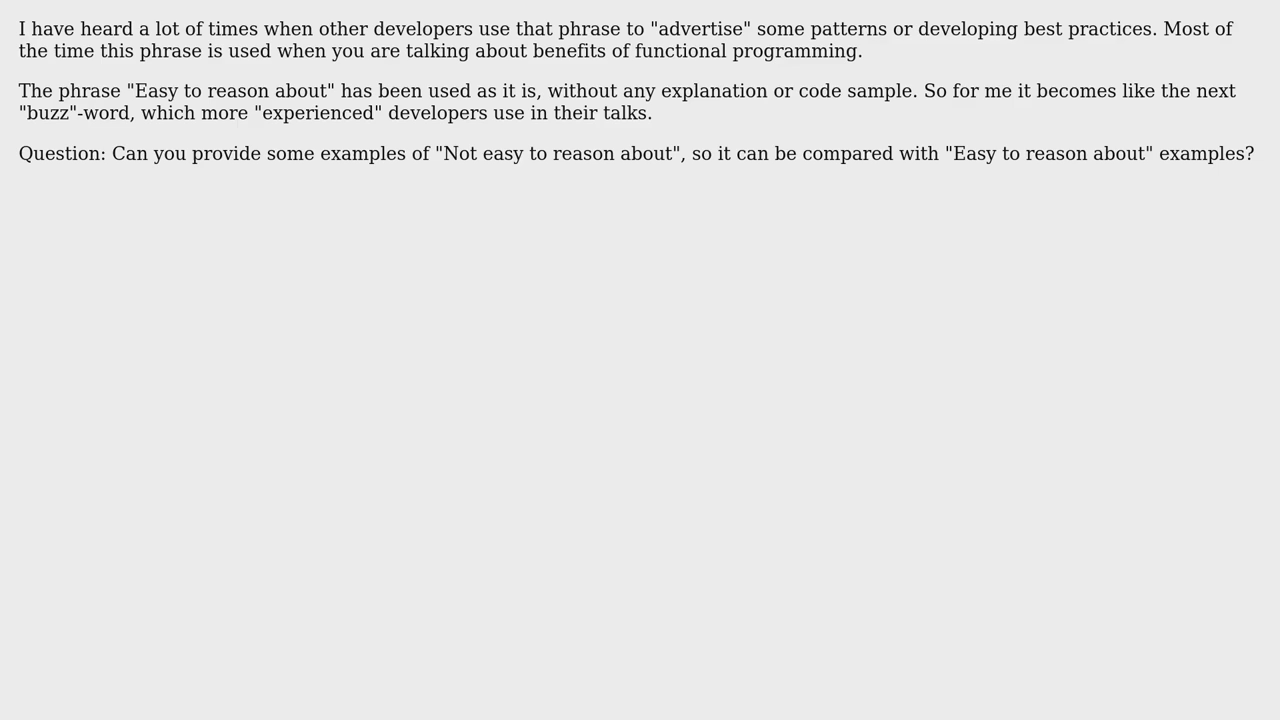 I have heard a lot of times when other developers use that phrase to "advertise" some patterns or developing best practices. Most of
the time this phrase is used when you are talking about benefits of functional programming.
The phrase "Easy to reason about" has been used as it is, without any explanation or code sample. So for me it becomes like the next
"buzz"-word, which more "experienced" developers use in their talks.
Question: Can you provide some examples of "Not easy to reason about", so it can be compared with "Easy to reason about" examples?